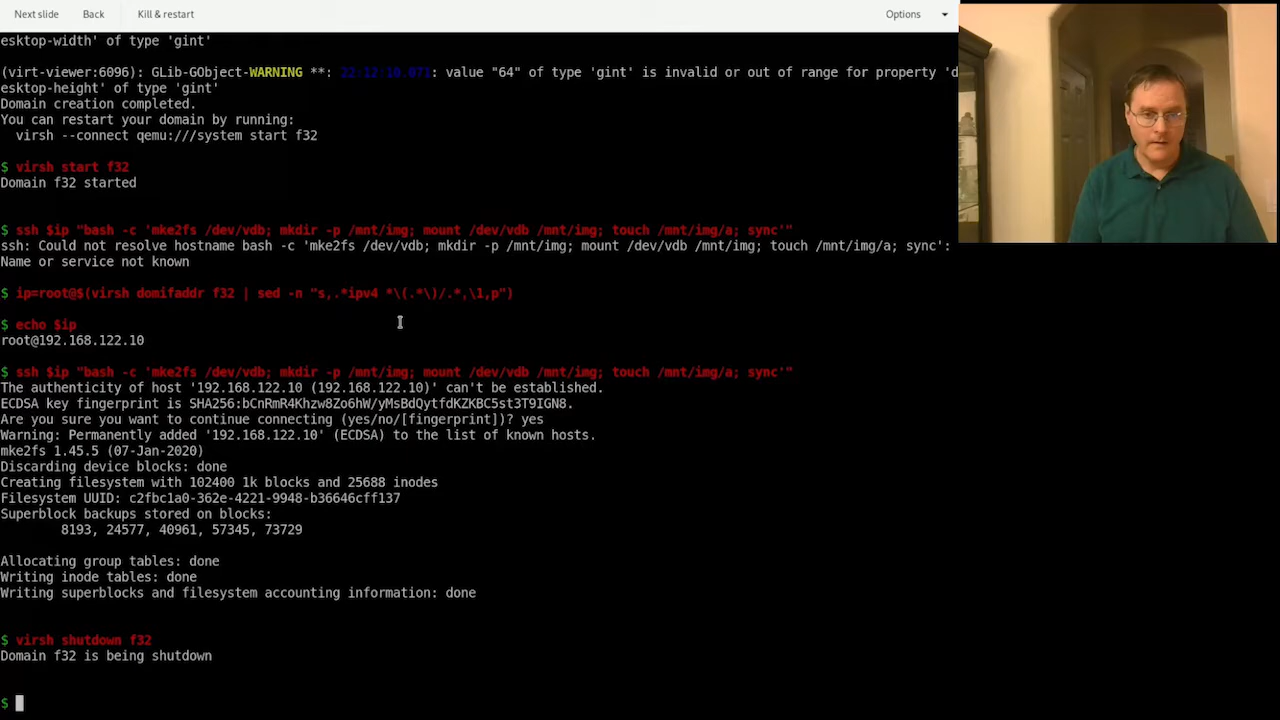 Next slide Back Kill & restart Options
esktop-width' of type 'gint'
(virt-viewer:6096): GLib-GObject-WARNING **: 22:12:10.071: value "64" of type 'gint' is invalid or out of range for property 'd
esktop-height' of type 'gint'
Domain creation completed.
You can restart your domain by running:
  virsh --connect qemu:///system start f32
$ virsh start f32
Domain f32 started
$ ssh $ip "bash -c 'mke2fs /dev/vdb; mkdir -p /mnt/img; mount /dev/vdb /mnt/img; touch /mnt/img/a; sync'"
ssh: Could not resolve hostname bash -c 'mke2fs /dev/vdb; mkdir -p /mnt/img; mount /dev/vdb /mnt/img; touch /mnt/img/a; sync':
Name or service not known
$ ip=root@$(virsh domifaddr f32 | sed -n "s,.*ipv4 *\(.*\)/.*,\1,p")
$ echo $ip
root@192.168.122.10
$ ssh $ip "bash -c 'mke2fs /dev/vdb; mkdir -p /mnt/img; mount /dev/vdb /mnt/img; touch /mnt/img/a; sync'"
The authenticity of host '192.168.122.10 (192.168.122.10)' can't be established.
ECDSA key fingerprint is SHA256:bCnRmR4Khzw8Zo6hW/yMsBdQytfdKZKBC5st3T9IGN8.
Are you sure you want to continue connecting (yes/no/[fingerprint])? yes
Warning: Permanently added '192.168.122.10' (ECDSA) to the list of known hosts.
mke2fs 1.45.5 (07-Jan-2020)
Discarding device blocks: done
Creating filesystem with 102400 1k blocks and 25688 inodes
Filesystem UUID: c2fbc1a0-362e-4221-9948-b36646cff137
Superblock backups stored on blocks:
        8193, 24577, 40961, 57345, 73729
Allocating group tables: done
Writing inode tables: done
Writing superblocks and filesystem accounting information: done
$ virsh shutdown f32
Domain f32 is being shutdown
$